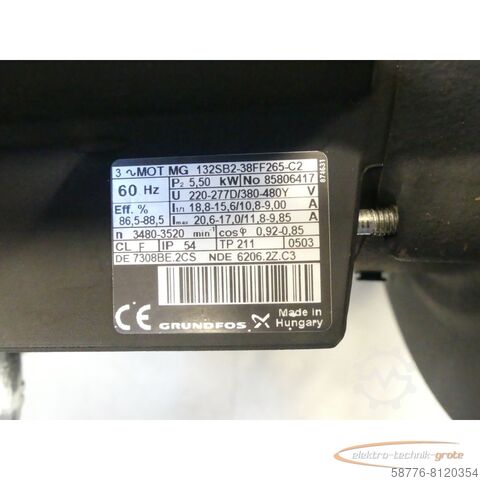 3 ~ MOT MG 132SB2-38FF265-C2
60 Hz P2 5,50 kW No 85806417
U 220-277D/380-480Y V
Eff. % I1/1 18,8-15,6/10,8-9,00 A
86,5-88,5 Imax 20,6-17,0/11,8-9,85 A
n 3480-3520 min⁻¹ cosφ 0,92-0,85
CL F IP 54 TP 211 0503
DE 7308BE.2CS NDE 6206.2Z.C3
CE GRUNDFOS Made in Hungary
874631
elektro-technik-grote
58776-8120354